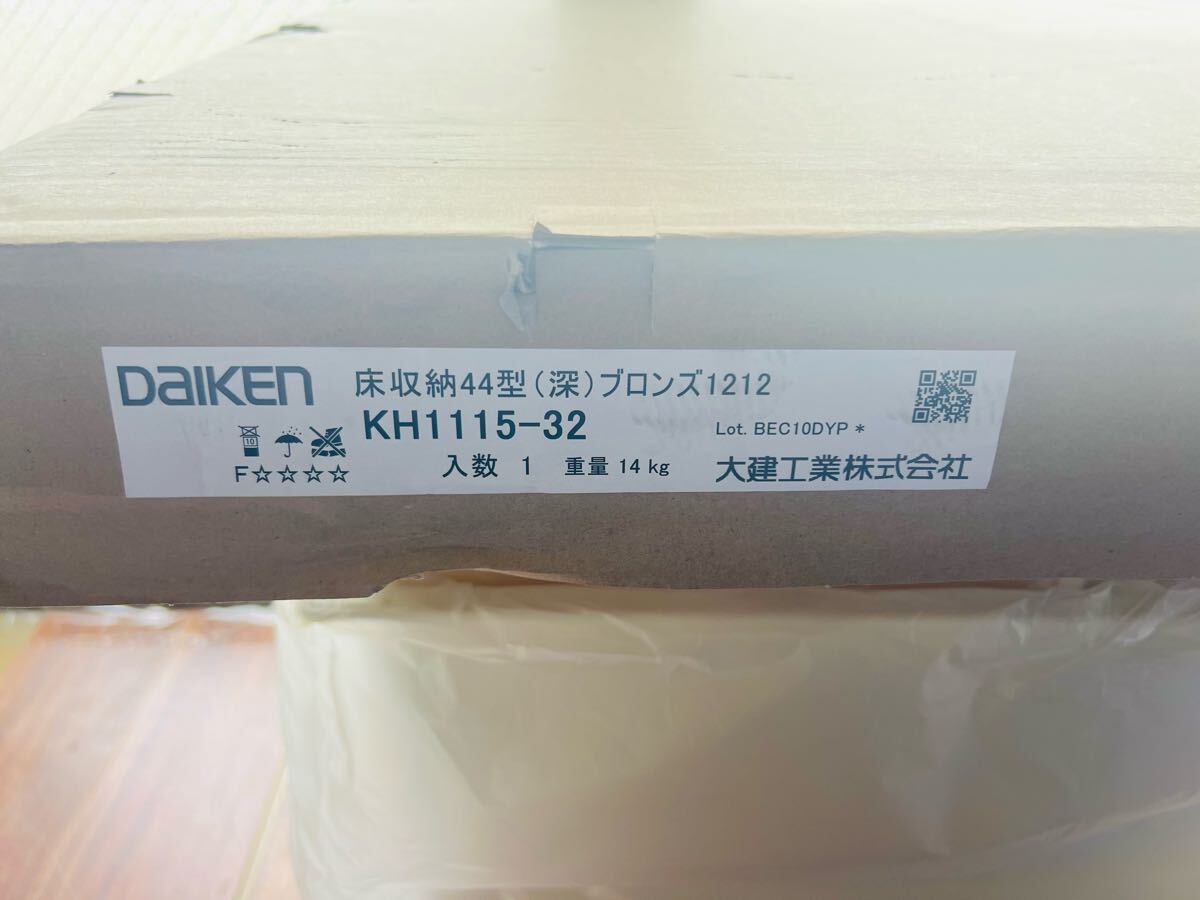 DAIKEN
床収納44型(深)ブロンズ1212
KH1115-32
Lot. BEC10DYP *
10
F☆☆☆☆
入数 1 重量 14 kg
大建工業株式会社